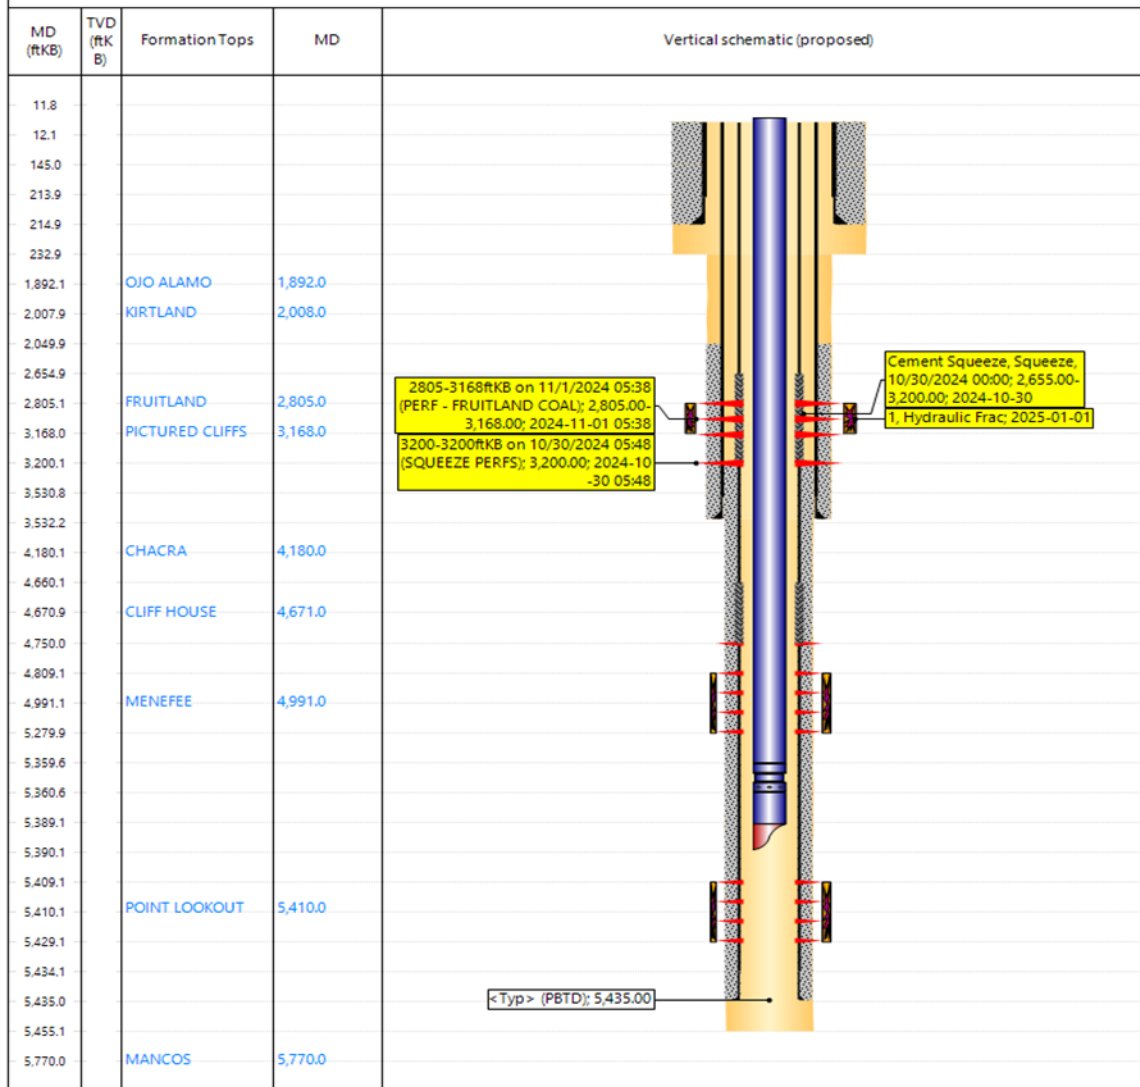 MD (ftKB) TVD (ftK B) Formation Tops MD Vertical schematic (proposed)
11.8
12.1
145.0
213.9
214.9
232.9
1,892.1 OJO ALAMO 1,892.0
2,007.9 KIRTLAND 2,008.0
2,049.9
2,654.9
Cement Squeeze, Squeeze,
10/30/2024 00:00; 2,655.00-
3,200.00; 2024-10-30
2805-3168ftKB on 11/1/2024 05:38
(PERF - FRUITLAND COAL); 2,805.00-
3,168.00; 2024-11-01 05:38
2,805.1 FRUITLAND 2,805.0
1, Hydraulic Frac; 2025-01-01
3,168.0 PICTURED CLIFFS 3,168.0
3200-3200ftKB on 10/30/2024 05:48
(SQUEEZE PERFS); 3,200.00; 2024-10
-30 05:48
3,200.1
3,530.8
3,532.2
4,180.1 CHACRA 4,180.0
4,660.1
4,670.9 CLIFF HOUSE 4,671.0
4,750.0
4,809.1
4,991.1 MENEFEE 4,991.0
5,279.9
5,359.6
5,360.6
5,389.1
5,390.1
5,409.1
5,410.1 POINT LOOKOUT 5,410.0
5,429.1
5,434.1
5,435.0 <Typ> (PBTD); 5,435.00
5,455.1
5,770.0 MANCOS 5,770.0